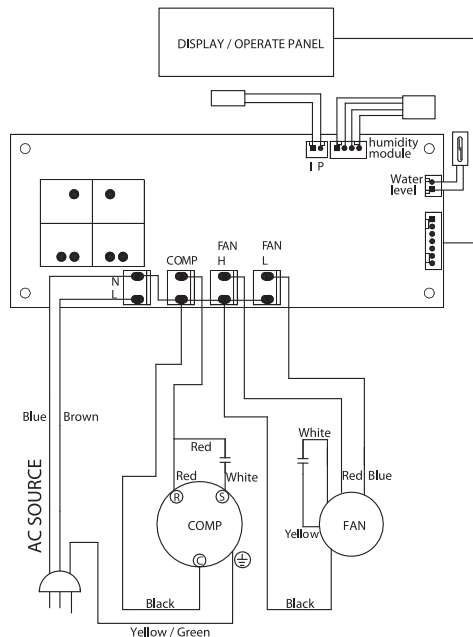 DISPLAY / OPERATE PANEL
I P
humidity
module
Water
level
N
L
COMP
FAN
H
FAN
L
Blue
Brown
AC SOURCE
Red
Red
White
R
S
COMP
C
Black
Yellow / Green
White
Red
Blue
Yellow
FAN
Black